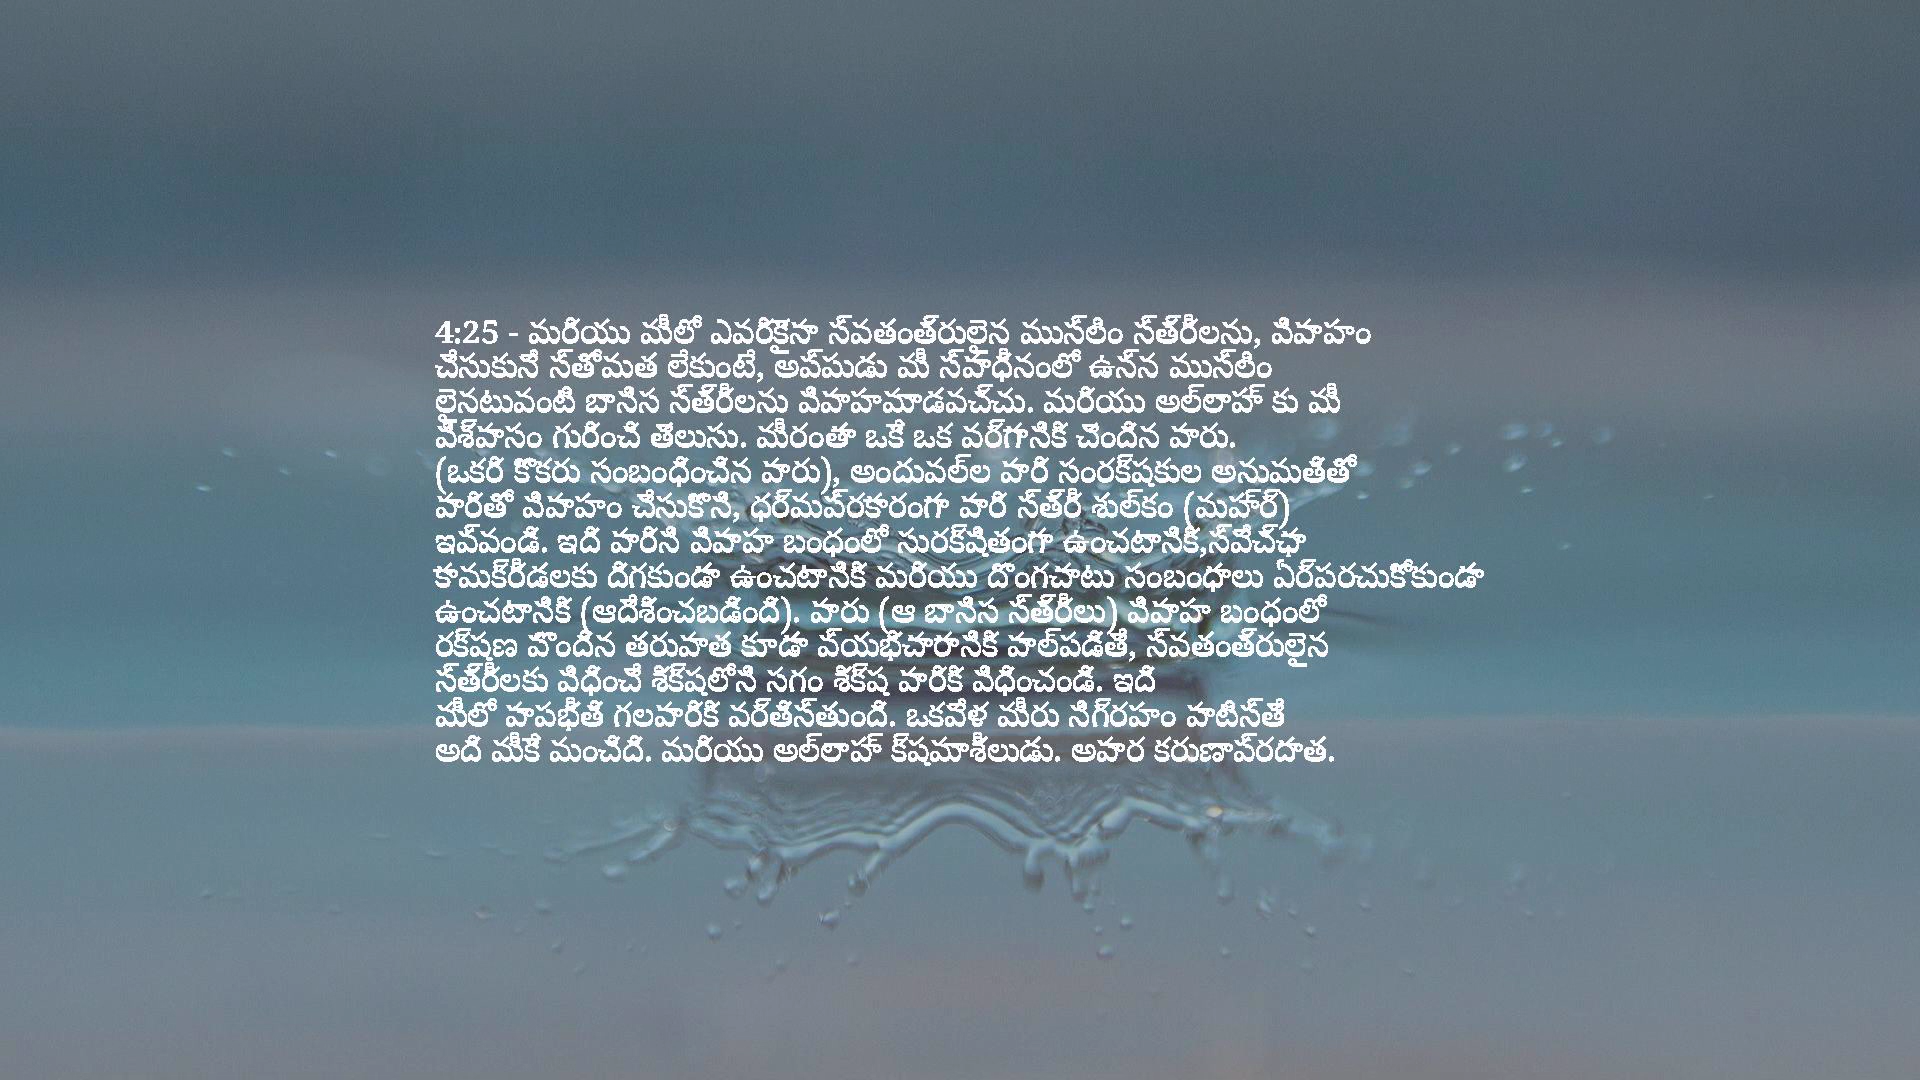 4:25 - మరియు మీలో ఎవరికైనా స్వతంత్రులైన ముస్లిం స్త్రీలను, వివాహం
చేసుకునే స్తోమత లేకుంటే, అప్పుడు మీ స్వాధీనంలో ఉన్న ముస్లిం
లైనటువంటి బానిస స్త్రీలను వివాహమాడవచ్చు. మరియు అల్లాహ్ కు మీ
విశ్వాసం గురించి తెలుసు. మీరంతా ఒకే ఒక వర్గానికి చెందిన వారు.
(ఒకరి కొకరు సంబంధించిన వారు), అందువల్ల వారి సంరక్షకుల అనుమతితో
వారితో వివాహం చేసుకొని, ధర్మప్రకారంగా వారి స్త్రీ శుల్కం (మహ్ర్)
ఇవ్వండి. ఇది వారిని వివాహ బంధంలో సురక్షితంగా ఉంచటానికి,స్వేచ్ఛా
కామక్రీడలకు దిగకుండా ఉంచటానికి మరియు దొంగచాటు సంబంధాలు ఏర్పరచుకోకుండా
ఉంచటానికి (ఆదేశించబడింది). వారు (ఆ బానిస స్త్రీలు) వివాహ బంధంలో
రక్షణ పొందిన తరువాత కూడా వ్యభిచారానికి పాల్పడితే, స్వతంత్రులైన
స్త్రీలకు విధించే శిక్షలోని సగం శిక్ష వారికి విధించండి. ఇది
మీలో పాపభీతి గలవారికి వర్తిస్తుంది. ఒకవేళ మీరు నిగ్రహం పాటిస్తే
అది మీకే మంచిది. మరియు అల్లాహ్ క్షమాశీలుడు. అపార కరుణాప్రదాత.